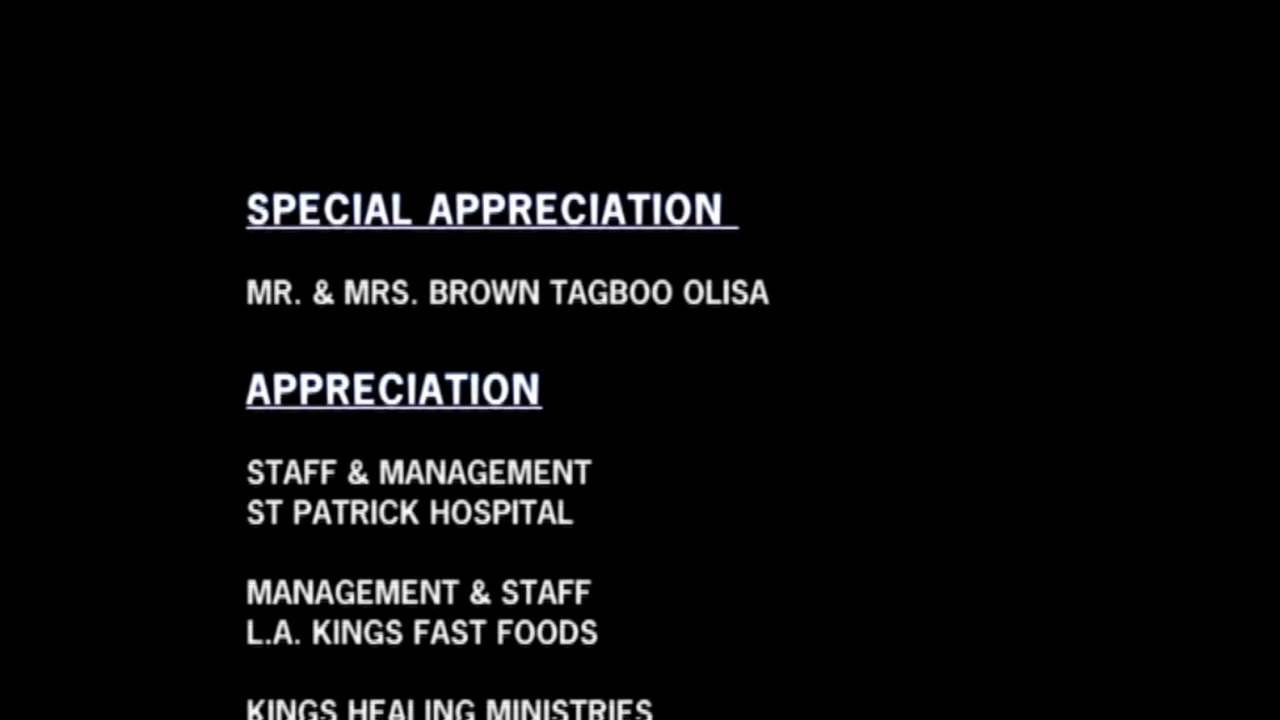 SPECIAL APPRECIATION
MR. & MRS. BROWN TAGBOO OLISA
APPRECIATION
STAFF & MANAGEMENT
ST PATRICK HOSPITAL
MANAGEMENT & STAFF
L.A. KINGS FAST FOODS
KINGS HEALING MINISTRIES